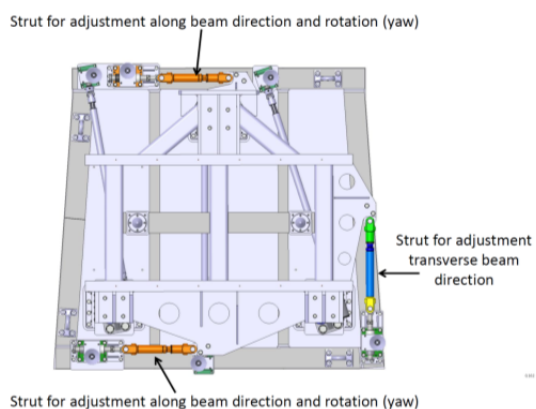 Strut for adjustment along beam direction and rotation (yaw)
Strut for adjustment
transverse beam
direction
Strut for adjustment along beam direction and rotation (yaw)